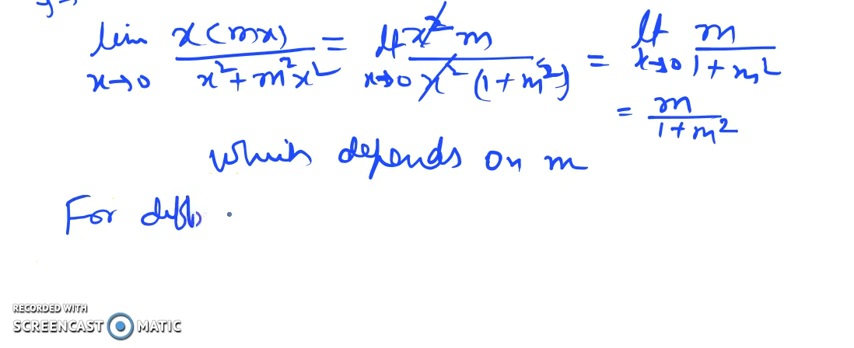 lim x→0 x(mx) / x²+m²x² = lt x→0 x² m / x² (1+m²) = lt x→0 m / 1+m²
= m / 1+m²
which depends on m
For diff
RECORDED WITH
SCREENCAST MATIC